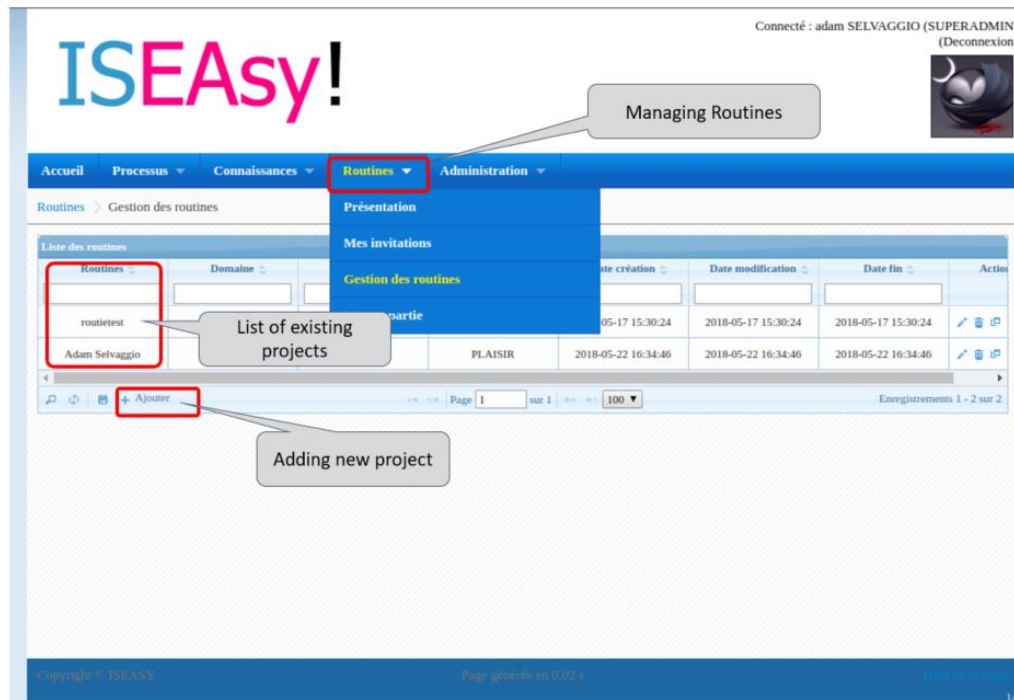 Connecté : adam SELVAGGIO (SUPERADMIN
(Deconnexion
ISEAsy!
Managing Routines
Accueil Processus Connaissances Routines Administration
Routines Gestion des routines
Présentation
Mes invitations
Gestion des routines
partie
Liste des routines
Routines Domaine création Date modification Date fin Action
routietest 05-17 15:30:24 2018-05-17 15:30:24 2018-05-17 15:30:24
List of existing
projects
Adam Selvaggio PLAISIR 2018-05-22 16:34:46 2018-05-22 16:34:46 2018-05-22 16:34:46
Ajouter Page 1 sur 1 100 Enregistrements 1 - 2 sur 2
Adding new project
Copyright © ISEASY Page générée en 0,02 s